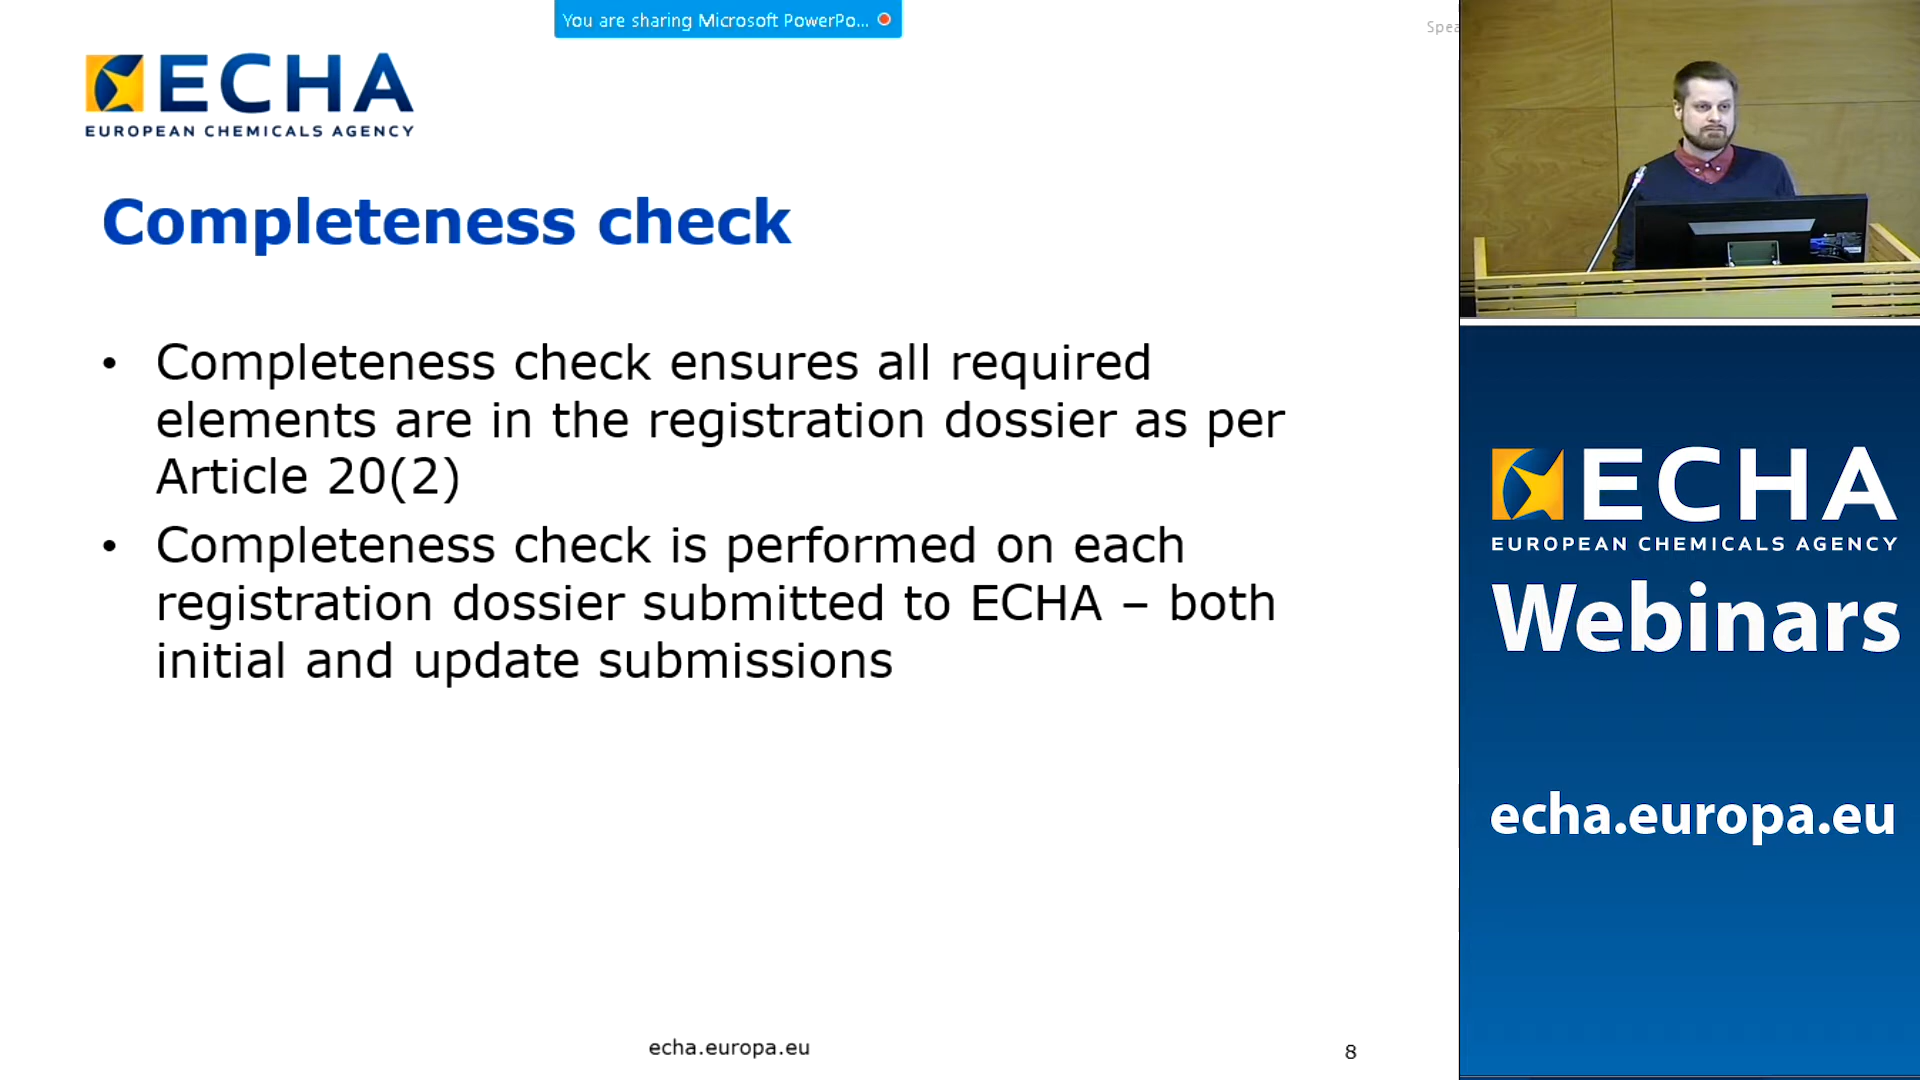 You are sharing Microsoft PowerPo...
Spea
ECHA
EUROPEAN CHEMICALS AGENCY
Completeness check
• Completeness check ensures all required
elements are in the registration dossier as per
Article 20(2)
• Completeness check is performed on each
registration dossier submitted to ECHA – both
initial and update submissions
echa.europa.eu
8
ECHA
EUROPEAN CHEMICALS AGENCY
Webinars
echa.europa.eu